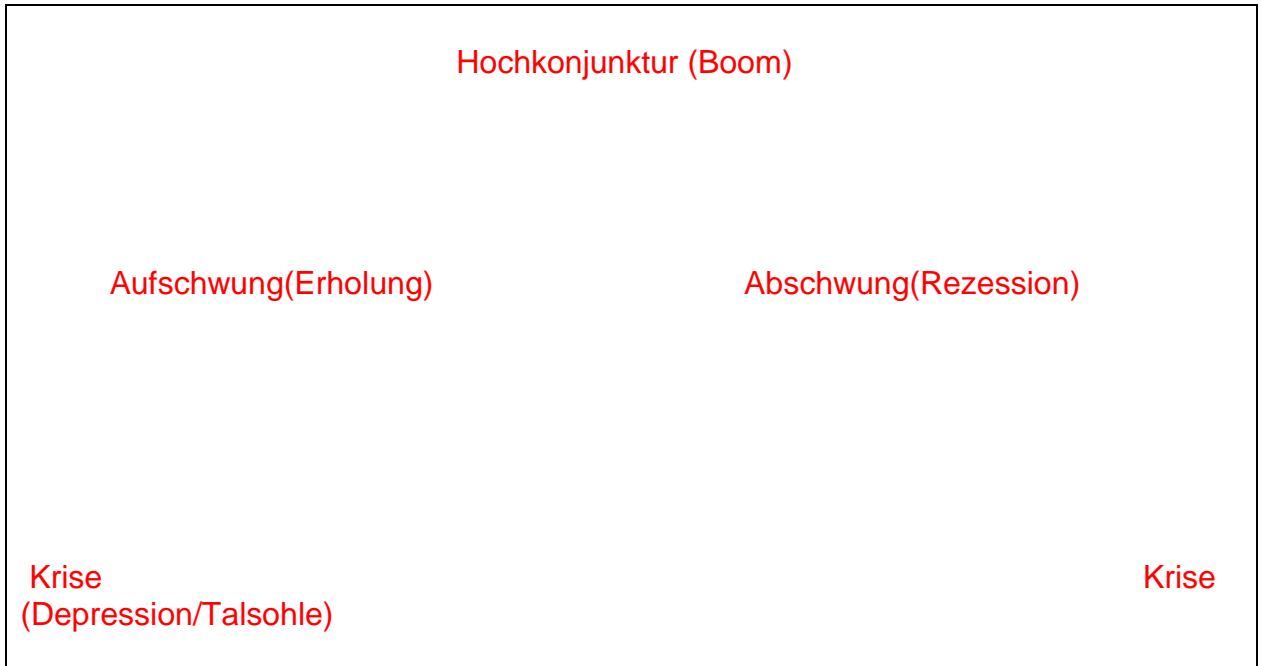 Hochkonjunktur (Boom)
Aufschwung(Erholung)
Abschwung(Rezession)
Krise
(Depression/Talsohle)
Krise